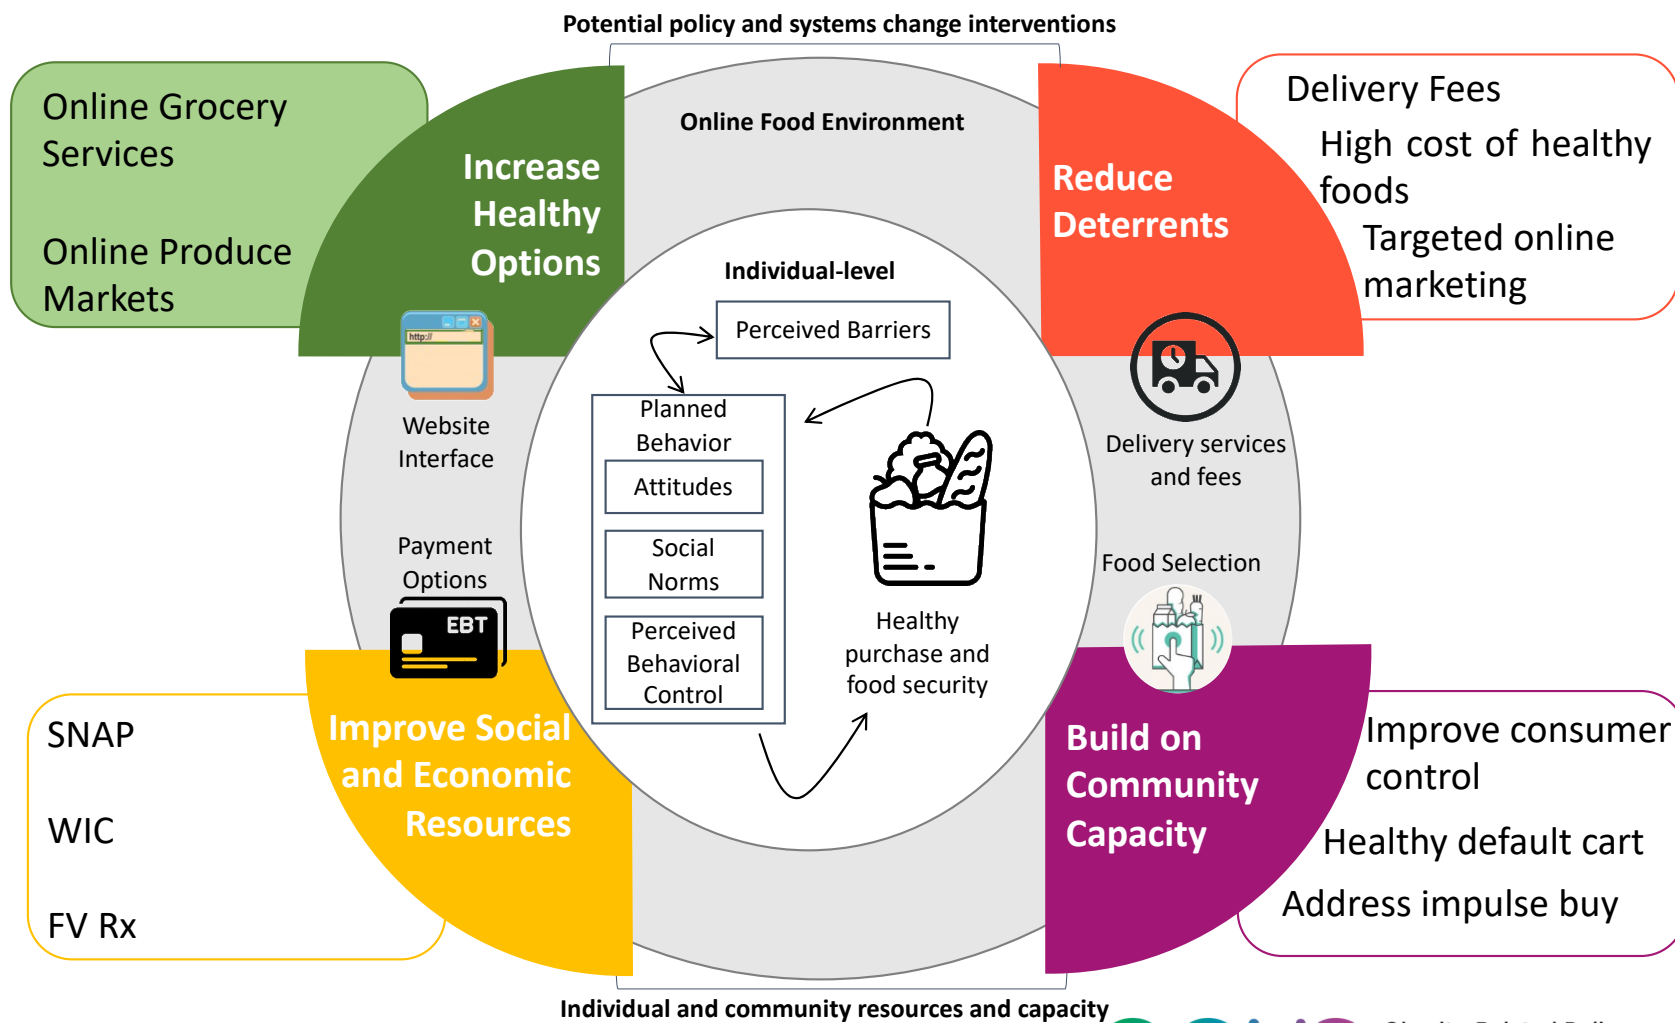 Potential policy and systems change interventions
Online Grocery
Services
Online Produce
Markets
Increase
Healthy
Options
Online Food Environment
Reduce
Deterrents
Delivery Fees
High cost of healthy
foods
Targeted online
marketing
http://
Website
Interface
Payment
Options
EBT
Individual-level
Perceived Barriers
Planned
Behavior
Attitudes
Social
Norms
Perceived
Behavioral
Control
Healthy
purchase and
food security
Delivery services
and fees
Food Selection
Improve Social
and Economic
Resources
SNAP
WIC
FV Rx
Build on
Community
Capacity
Improve consumer
control
Healthy default cart
Address impulse buy
Individual and community resources and capacity